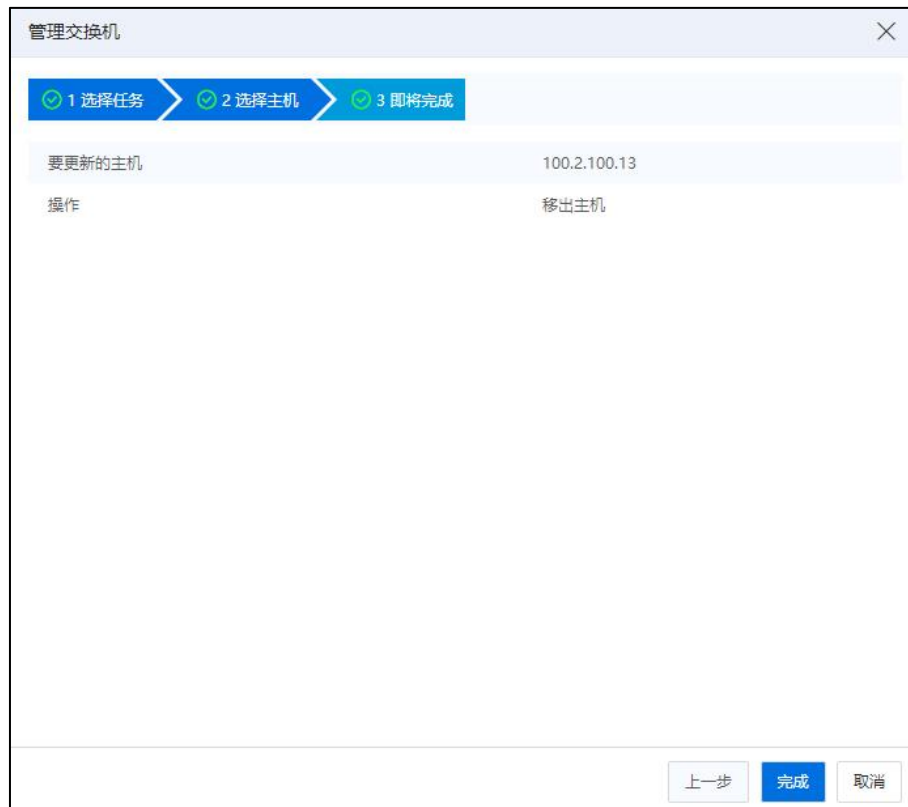 管理交换机
1 选择任务 2 选择主机 3 即将完成
要更新的主机 100.2.100.13
操作 移出主机
上一步 完成 取消